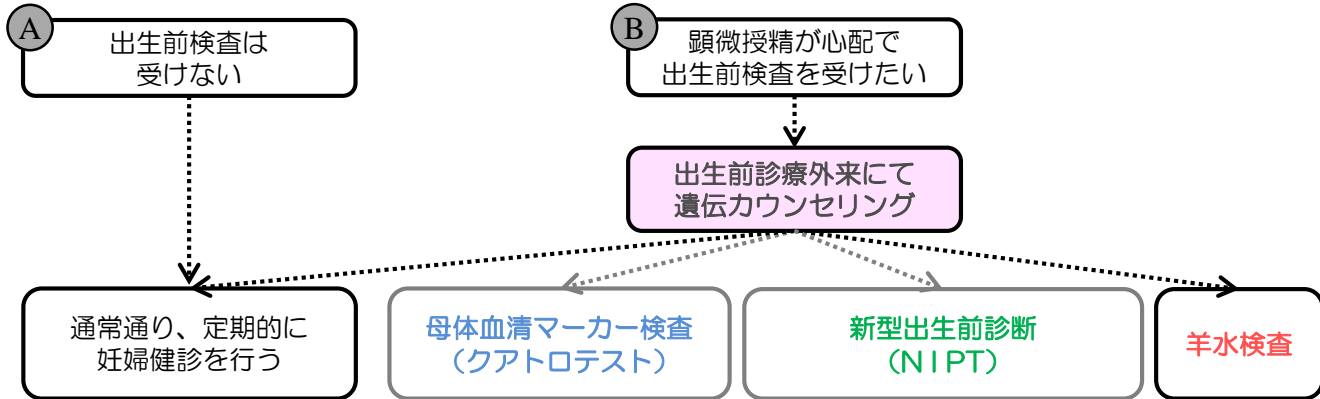 A
出生前検査は
受けない
B
顕微授精が心配で
出生前検査を受けたい
出生前診療外来にて
遺伝カウンセリング
通常通り、定期的に
妊婦健診を行う
母体血清マーカー検査
(クアトロテスト)
新型出生前診断
(NIPT)
羊水検査